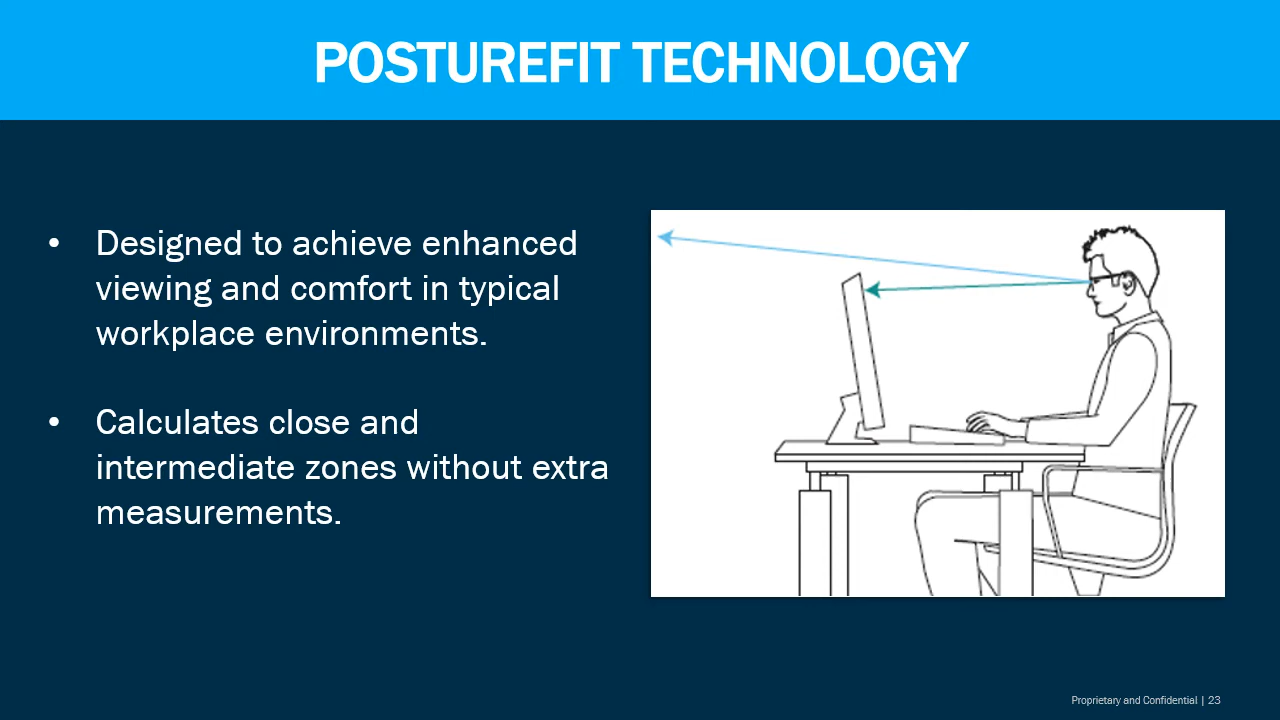 POSTUREFIT TECHNOLOGY
• Designed to achieve enhanced
viewing and comfort in typical
workplace environments.
• Calculates close and
intermediate zones without extra
measurements.
Proprietary and Confidential | 23